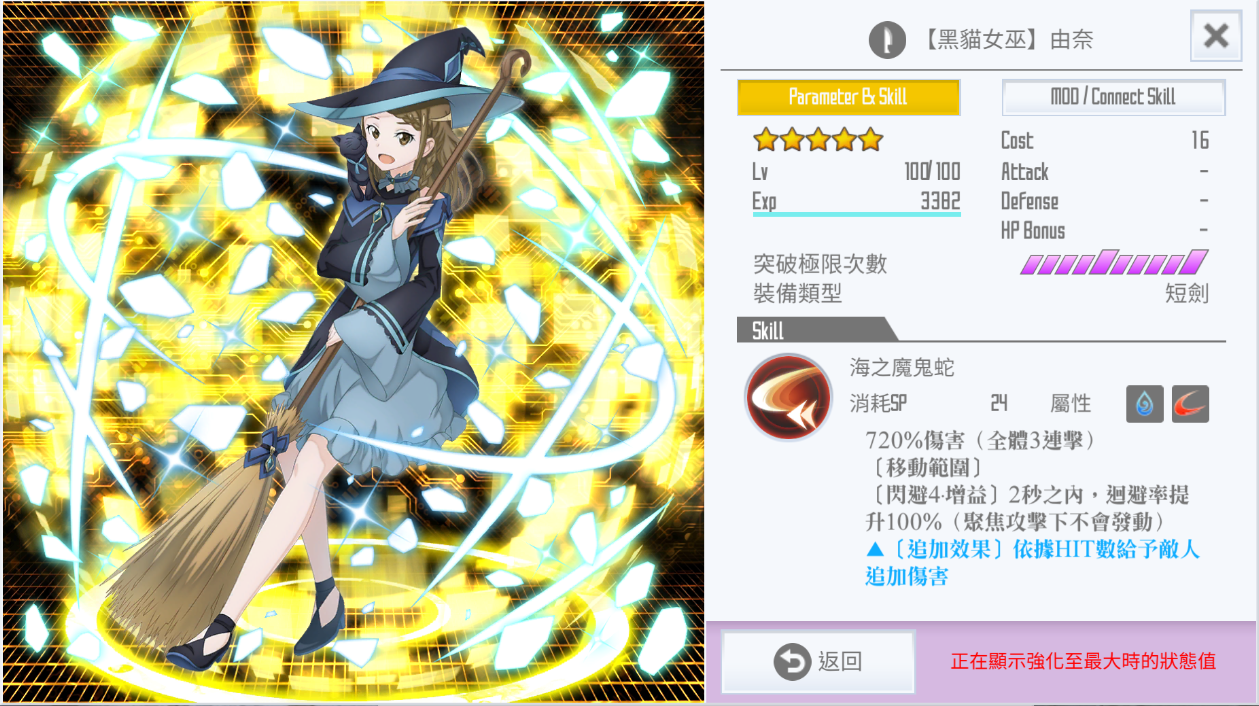 【黑貓女巫】由奈
Parameter & Skill
MOD / Connect Skill
Lv 100/100
Exp 3382
Cost 16
Attack -
Defense -
HP Bonus -
突破極限次數
裝備類型 短劍
Skill
海之魔鬼蛇
消耗SP 24 屬性
720%傷害（全體3連擊）
〔移動範圍〕
〔閃避4·增益〕2秒之內，迴避率提
升100%（聚焦攻擊下不會發動）
▲〔追加效果〕依據HIT數給予敵人
追加傷害
返回
正在顯示強化至最大時的狀態值